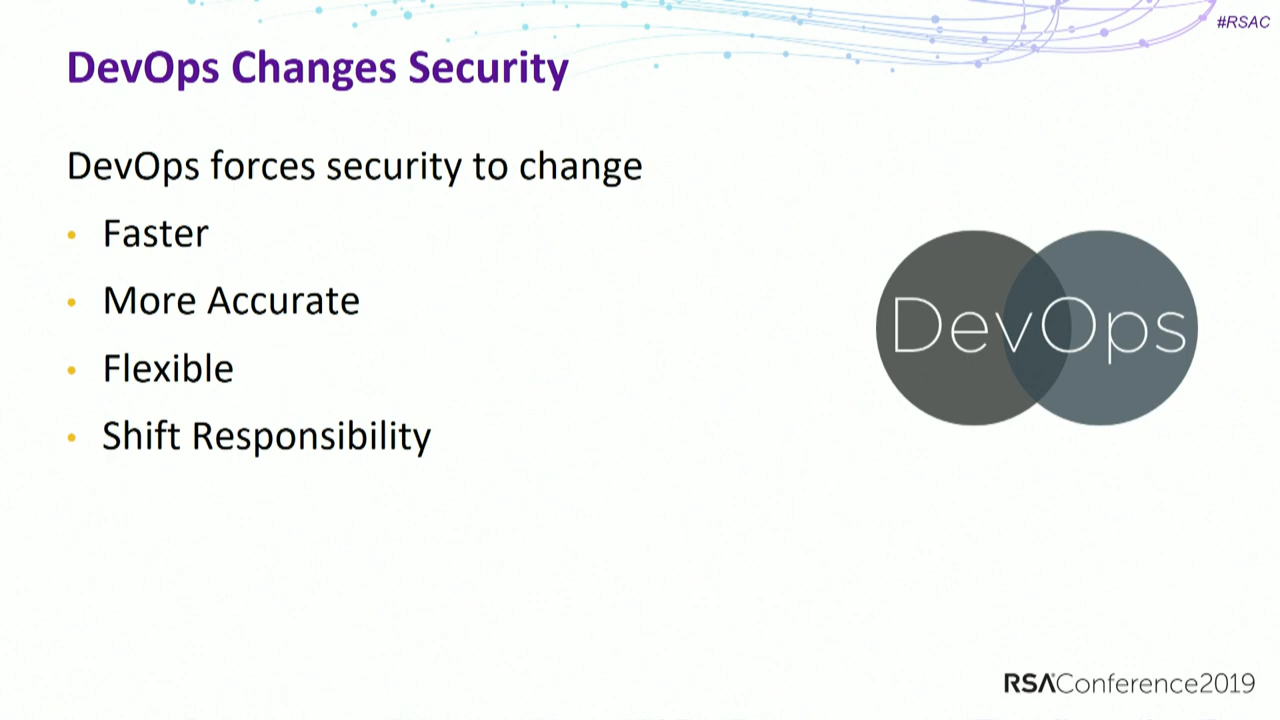 #RSAC
DevOps Changes Security
DevOps forces security to change
• Faster
• More Accurate
• Flexible
• Shift Responsibility
DevOps
RSAConference2019